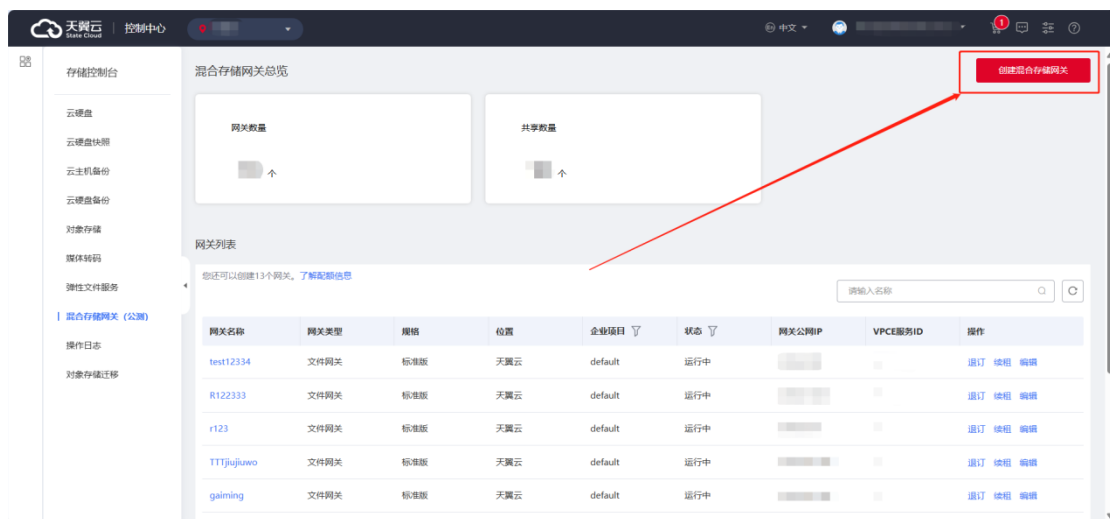 天翼云 State Cloud | 控制中心
中文
1
存储控制台
云硬盘
云硬盘快照
云主机备份
云硬盘备份
对象存储
媒体转码
弹性文件服务
混合存储网关（公测）
操作日志
对象存储迁移
混合存储网关总览
创建混合存储网关
网关数量
个
共享数量
个
网关列表
您还可以创建13个网关。了解配额信息
请输入名称
网关名称 网关类型 规格 位置 企业项目 状态 网关公网IP VPCE服务ID 操作
test12334 文件网关 标准版 天翼云 default 运行中 退订 续租 编辑
R122333 文件网关 标准版 天翼云 default 运行中 退订 续租 编辑
r123 文件网关 标准版 天翼云 default 运行中 退订 续租 编辑
TTTjiujiuwo 文件网关 标准版 天翼云 default 运行中 退订 续租 编辑
gaiming 文件网关 标准版 天翼云 default 运行中 退订 续租 编辑